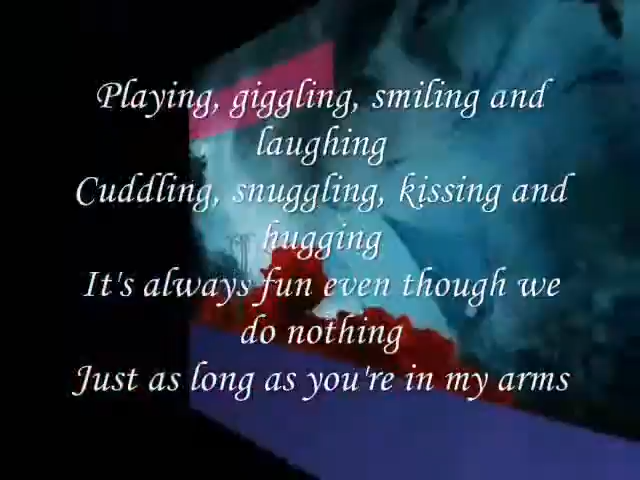 Playing, giggling, smiling and
laughing
Cuddling, snuggling, kissing and
hugging
It's always fun even though we
do nothing
Just as long as you're in my arms